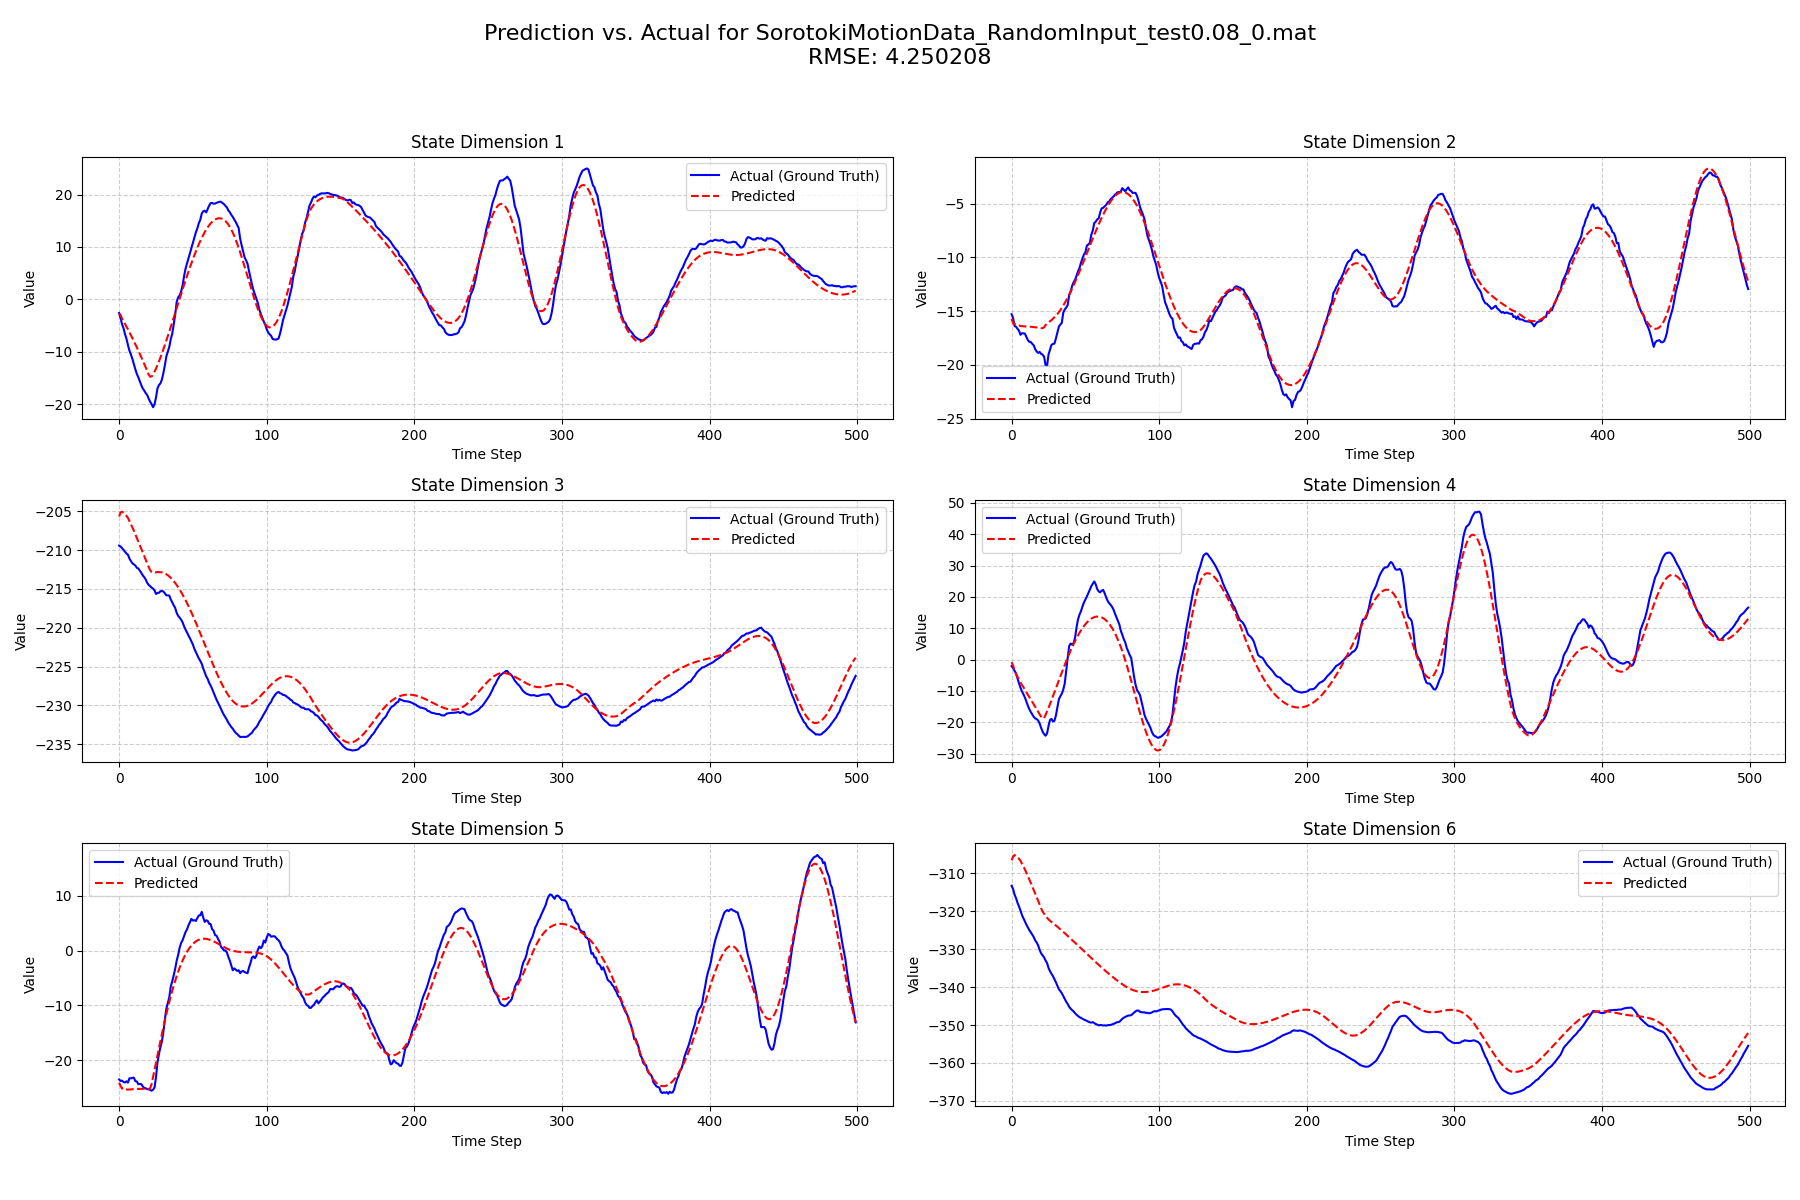 Prediction vs. Actual for SorotokiMotionData_RandomInput_test0.08_0.mat
RMSE: 4.250208
State Dimension 1
Value
20
10
0
−10
−20
Actual (Ground Truth)
Predicted
0 100 200 300 400 500
Time Step
State Dimension 2
Value
−5
−10
−15
−20
−25
Actual (Ground Truth)
Predicted
0 100 200 300 400 500
Time Step
State Dimension 3
Value
−205
−210
−215
−220
−225
−230
−235
Actual (Ground Truth)
Predicted
0 100 200 300 400 500
Time Step
State Dimension 4
Value
50
40
30
20
10
0
−10
−20
−30
Actual (Ground Truth)
Predicted
0 100 200 300 400 500
Time Step
State Dimension 5
Value
10
0
−10
−20
Actual (Ground Truth)
Predicted
0 100 200 300 400 500
Time Step
State Dimension 6
Value
−310
−320
−330
−340
−350
−360
−370
Actual (Ground Truth)
Predicted
0 100 200 300 400 500
Time Step